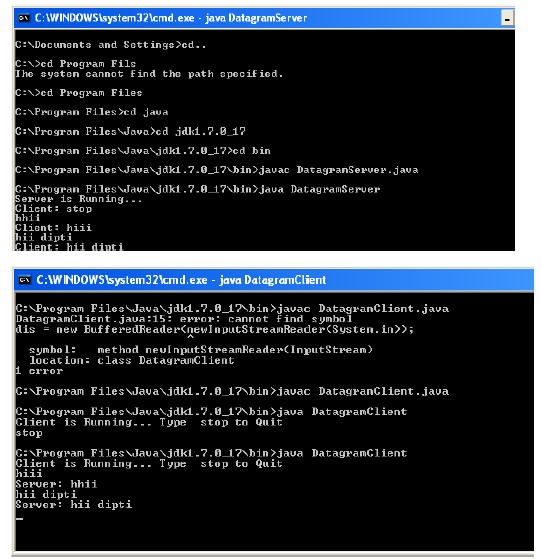 C:\WINDOWS\system32\cmd.exe - java DatagramServer
C:\Documents and Settings>cd..
C:\>cd Program Fils
The system cannot find the path specified.
C:\>cd Program Files
C:\Program Files>cd java
C:\Program Files\Java>cd jdk1.7.0_17
C:\Program Files\Java\jdk1.7.0_17>cd bin
C:\Program Files\Java\jdk1.7.0_17\bin>javac DatagramServer.java
C:\Program Files\Java\jdk1.7.0_17\bin>java DatagramServer
Server is Running...
Client: stop
hhii
Client: hiii
hii dipti
Client: hii dipti
C:\WINDOWS\system32\cmd.exe - java DatagramClient
C:\Program Files\Java\jdk1.7.0_17\bin>javac DatagramClient.java
DatagramClient.java:15: error: cannot find symbol
dis = new BufferedReader(newInputStreamReader(System.in));
^
symbol:   method newInputStreamReader(InputStream)
location: class DatagramClient
1 error
C:\Program Files\Java\jdk1.7.0_17\bin>javac DatagramClient.java
C:\Program Files\Java\jdk1.7.0_17\bin>java DatagramClient
Client is Running... Type  stop to Quit
stop
C:\Program Files\Java\jdk1.7.0_17\bin>java DatagramClient
Client is Running... Type  stop to Quit
hiii
Server: hhii
hii dipti
Server: hii dipti